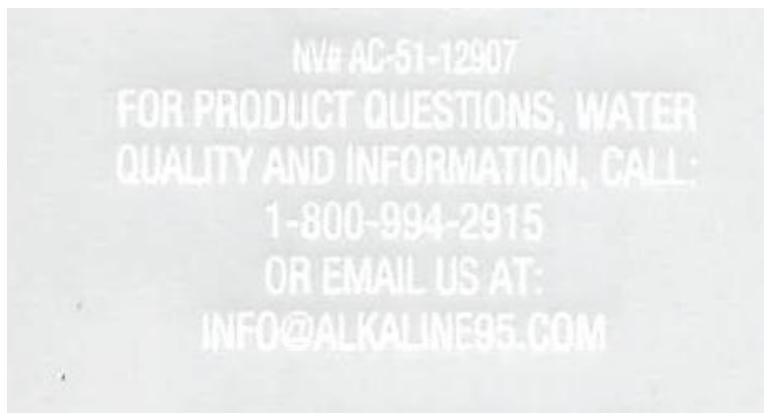 NV# AC-51-12907
FOR PRODUCT QUESTIONS, WATER
QUALITY AND INFORMATION, CALL:
1-800-994-2915
OR EMAIL US AT:
INFO@ALKALINE95.COM